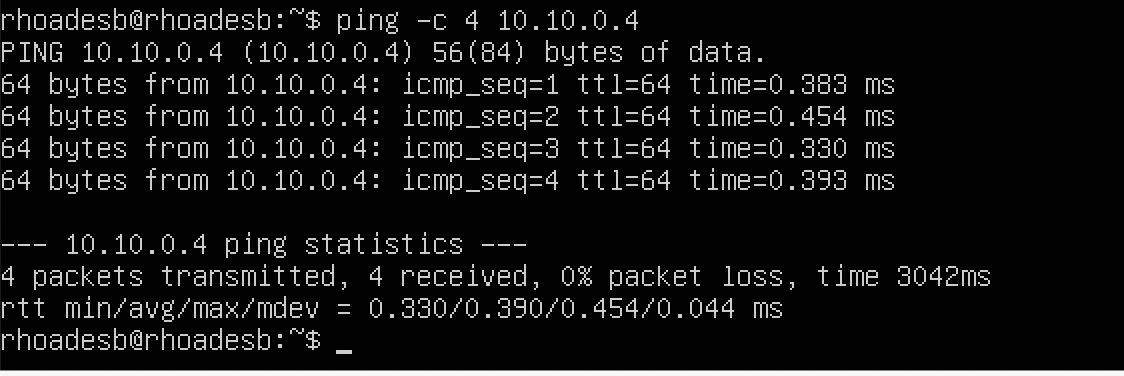 rhoadesb@rhoadesb:~$ ping -c 4 10.10.0.4
PING 10.10.0.4 (10.10.0.4) 56(84) bytes of data.
64 bytes from 10.10.0.4: icmp_seq=1 ttl=64 time=0.383 ms
64 bytes from 10.10.0.4: icmp_seq=2 ttl=64 time=0.454 ms
64 bytes from 10.10.0.4: icmp_seq=3 ttl=64 time=0.330 ms
64 bytes from 10.10.0.4: icmp_seq=4 ttl=64 time=0.393 ms
--- 10.10.0.4 ping statistics ---
4 packets transmitted, 4 received, 0% packet loss, time 3042ms
rtt min/avg/max/mdev = 0.330/0.390/0.454/0.044 ms
rhoadesb@rhoadesb:~$ _